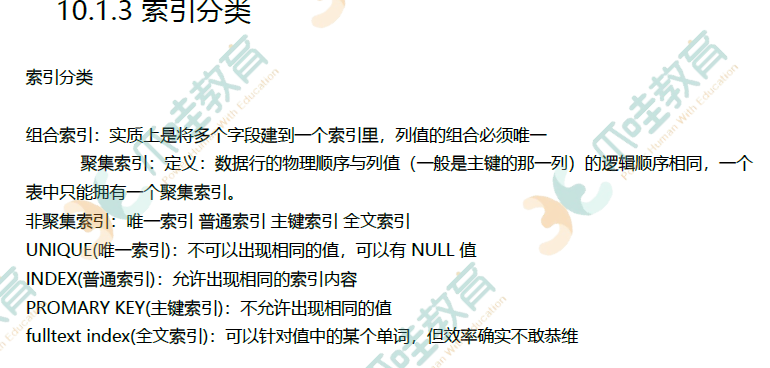 10.1.3 索引分类
索引分类
组合索引：实质上是将多个字段建到一个索引里，列值的组合必须唯一
聚集索引：定义：数据行的物理顺序与列值（一般是主键的那一列）的逻辑顺序相同，一个
表中只能拥有一个聚集索引。
非聚集索引：唯一索引 普通索引 主键索引 全文索引
UNIQUE(唯一索引)：不可以出现相同的值，可以有 NULL 值
INDEX(普通索引)：允许出现相同的索引内容
PROMARY KEY(主键索引)：不允许出现相同的值
fulltext index(全文索引)：可以针对值中的某个单词，但效率确实不敢恭维